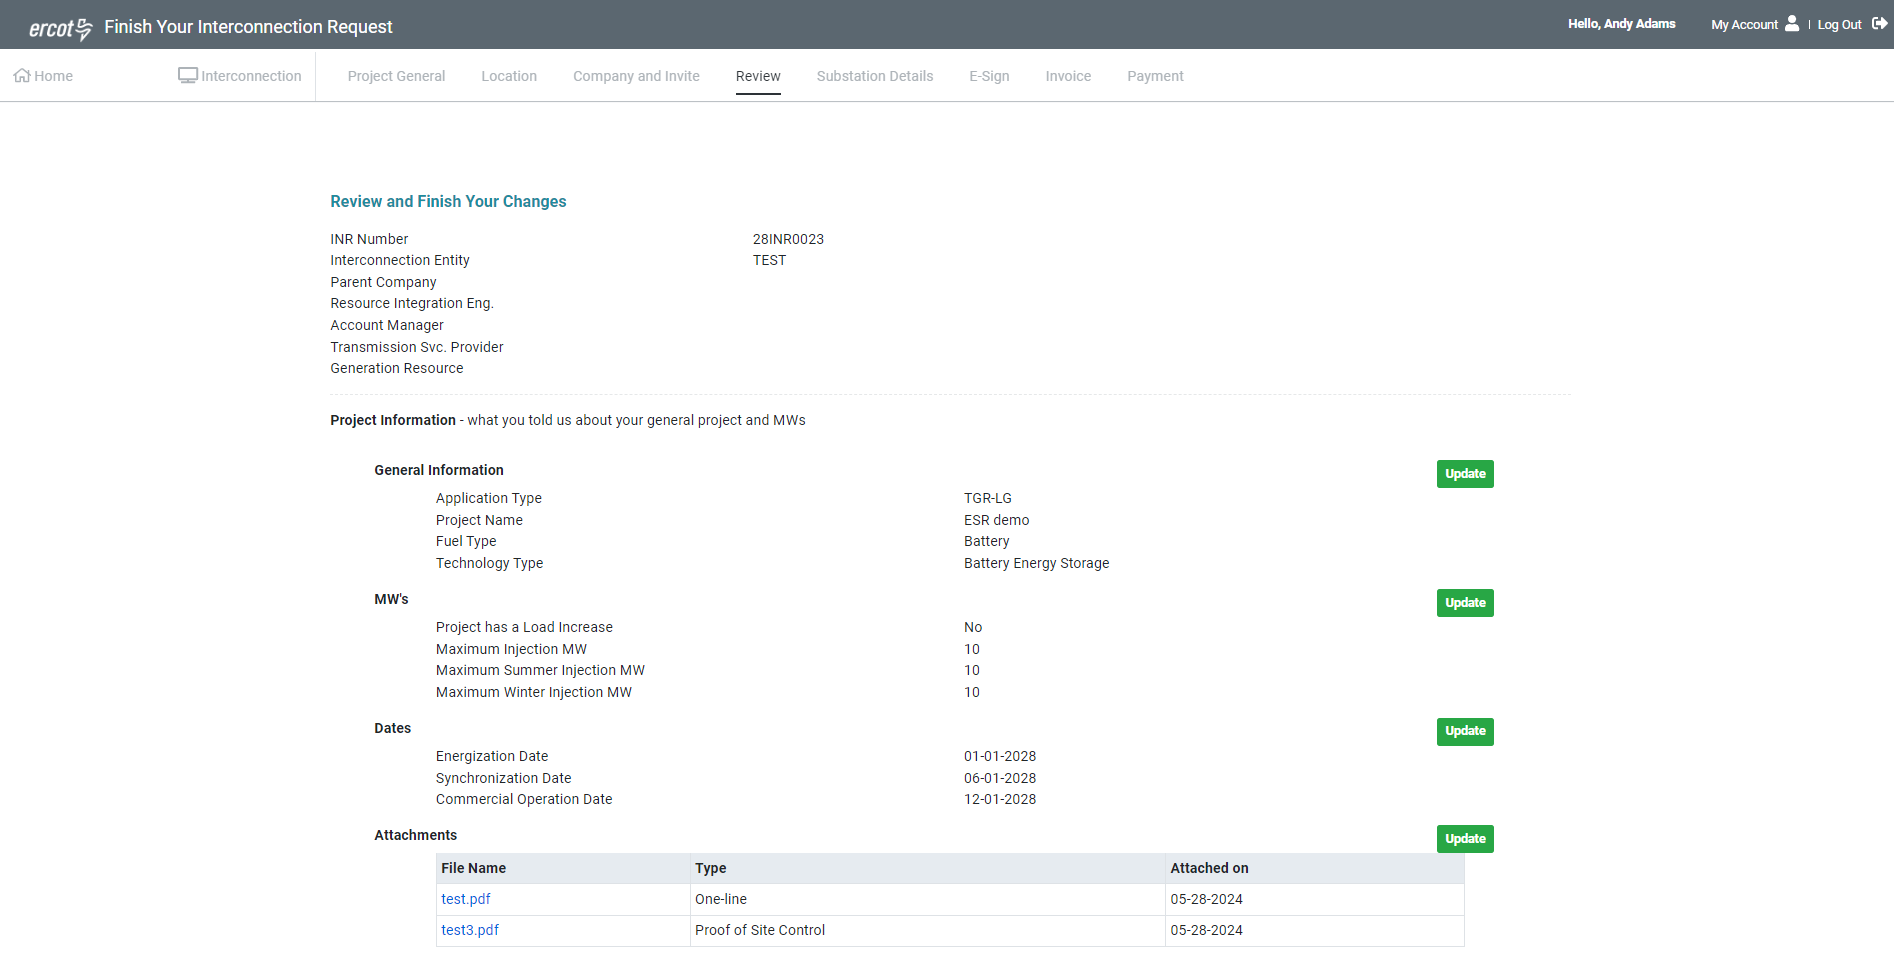 ercot Finish Your Interconnection Request Hello, Andy Adams My Account | Log Out
Home Interconnection Project General Location Company and Invite Review Substation Details E-Sign Invoice Payment
Review and Finish Your Changes
INR Number 28INR0023
Interconnection Entity TEST
Parent Company
Resource Integration Eng.
Account Manager
Transmission Svc. Provider
Generation Resource
Project Information - what you told us about your general project and MWs
General Information Update
Application Type TGR-LG
Project Name ESR demo
Fuel Type Battery
Technology Type Battery Energy Storage
MW's Update
Project has a Load Increase No
Maximum Injection MW 10
Maximum Summer Injection MW 10
Maximum Winter Injection MW 10
Dates Update
Energization Date 01-01-2028
Synchronization Date 06-01-2028
Commercial Operation Date 12-01-2028
Attachments Update
File Name Type Attached on
test.pdf One-line 05-28-2024
test3.pdf Proof of Site Control 05-28-2024